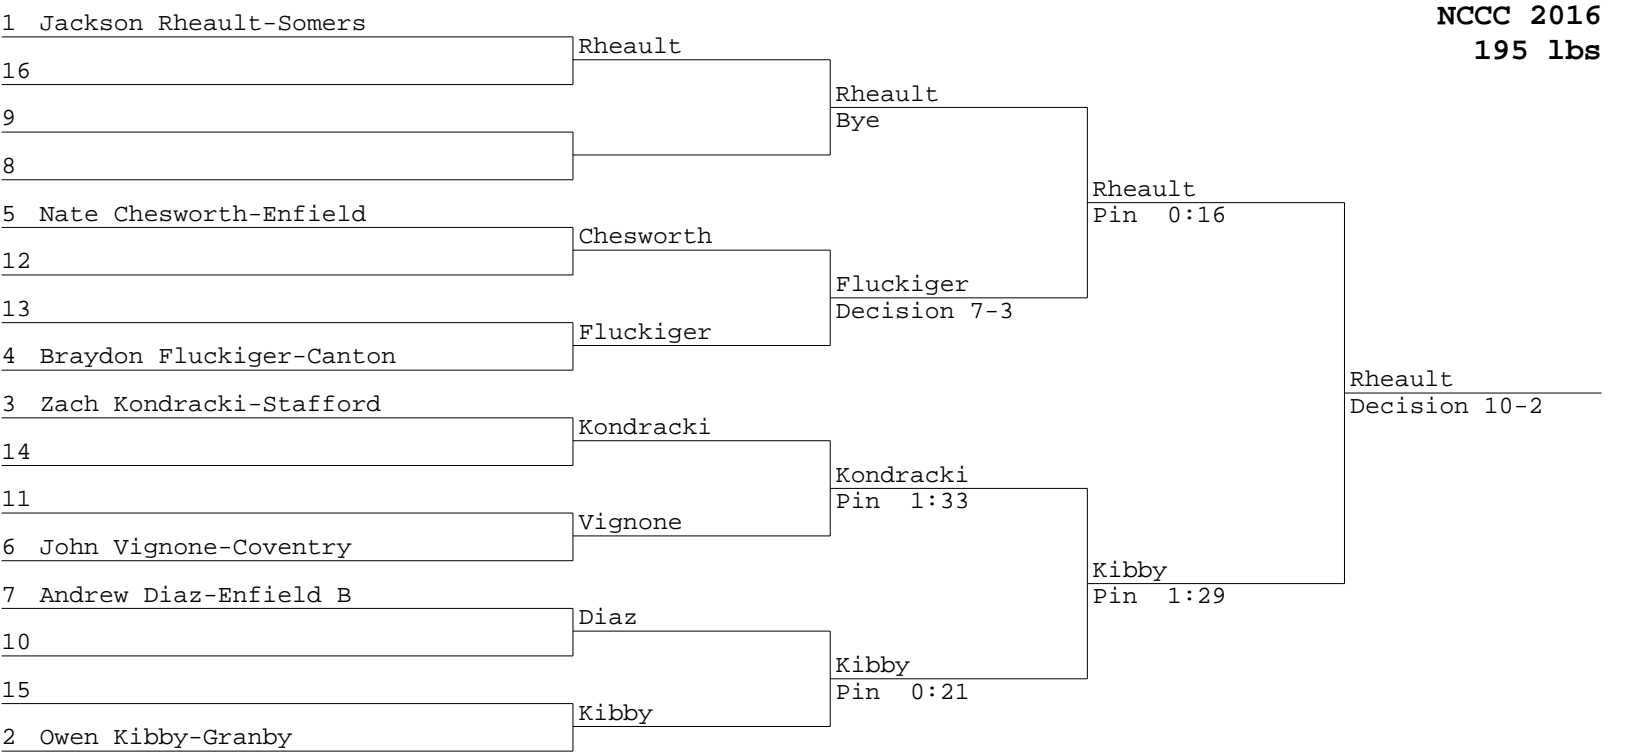 NCCC 2016
195 lbs
1 Jackson Rheault-Somers
16
9
8
5 Nate Chesworth-Enfield
12
13
4 Braydon Fluckiger-Canton
3 Zach Kondracki-Stafford
14
11
6 John Vignone-Coventry
7 Andrew Diaz-Enfield B
10
15
2 Owen Kibby-Granby
Rheault
Chesworth
Fluckiger
Kondracki
Vignone
Diaz
Kibby
Rheault
Bye
Fluckiger
Decision 7-3
Kondracki
Pin 1:33
Kibby
Pin 0:21
Rheault
Pin 0:16
Kibby
Pin 1:29
Rheault
Decision 10-2